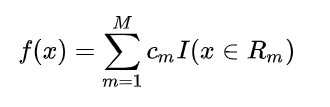 f(x) = \sum_{m=1}^{M} c_m I(x \in R_m)